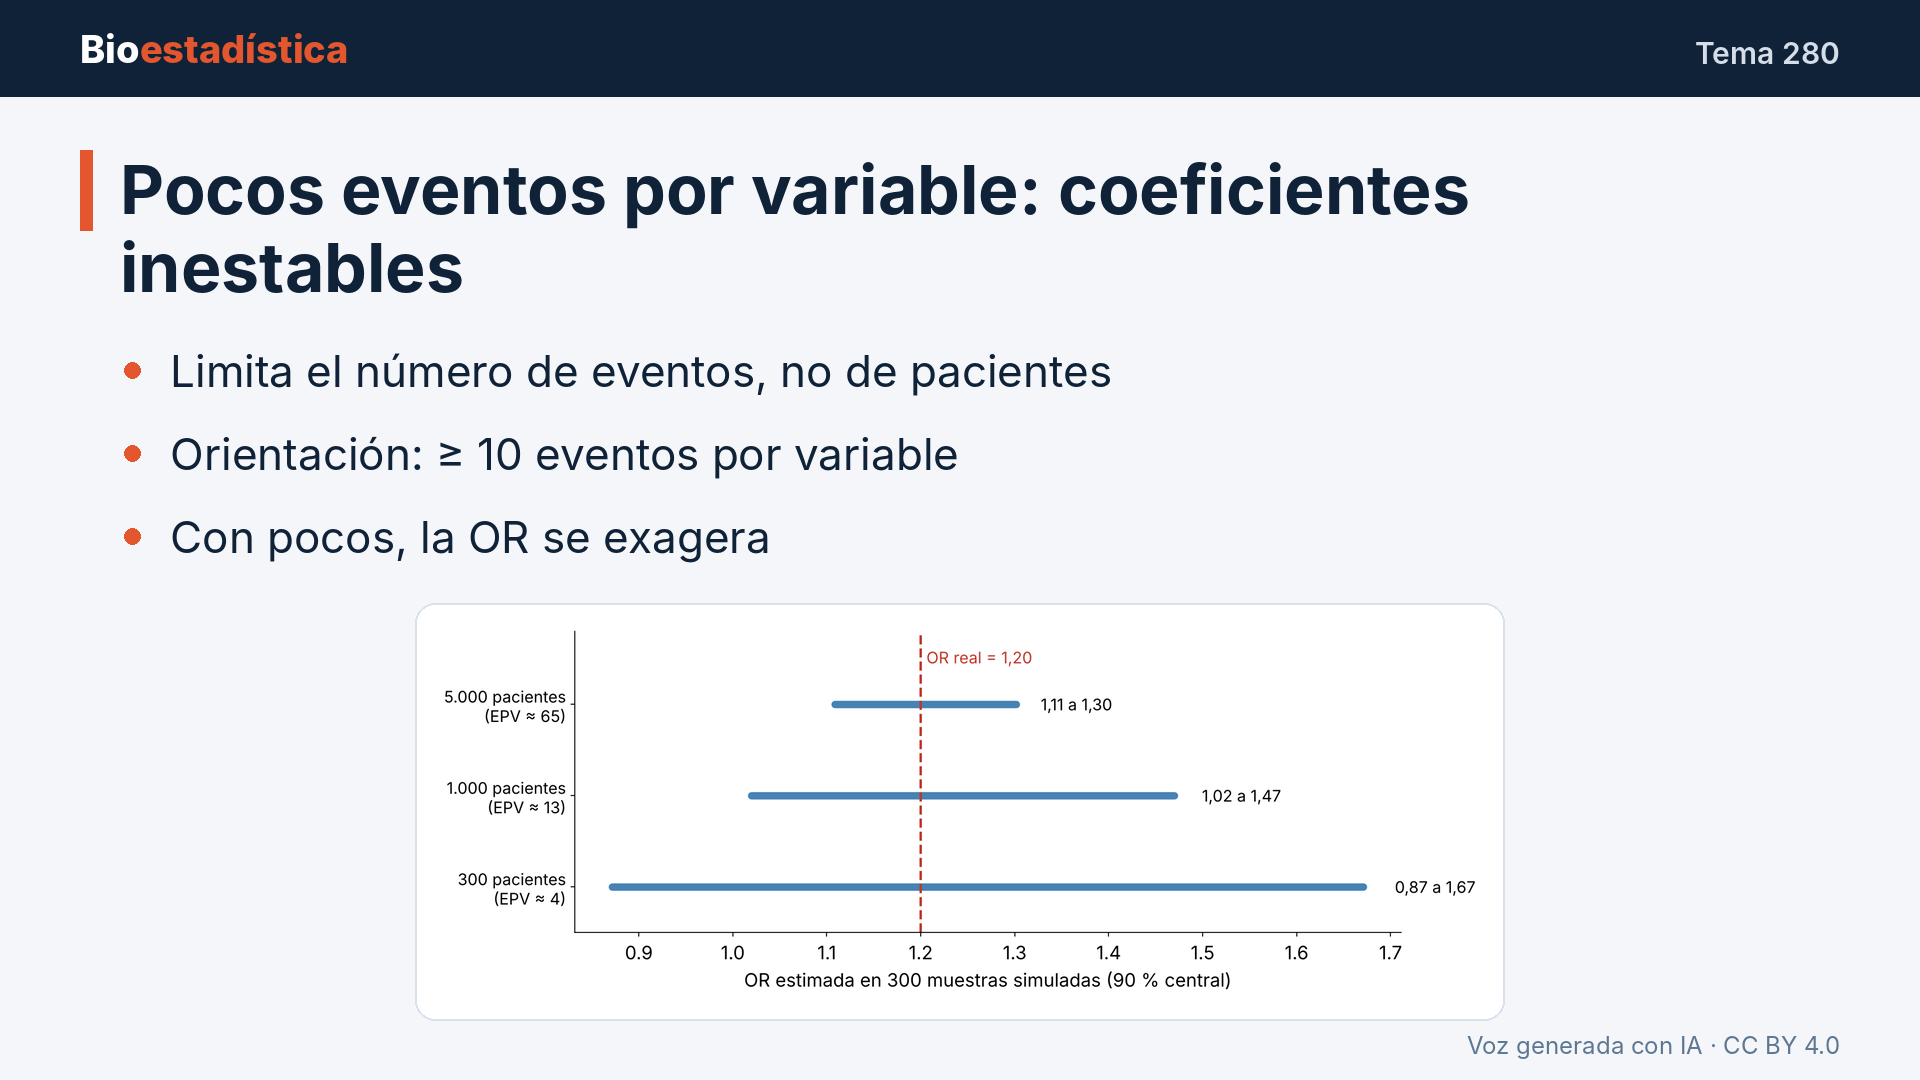 Bioestadística
Tema 280
Pocos eventos por variable: coeficientes
inestables
Limita el número de eventos, no de pacientes
Orientación: ≥ 10 eventos por variable
Con pocos, la OR se exagera
OR real = 1,20
5.000 pacientes
(EPV ≈ 65)
1,11 a 1,30
1.000 pacientes
(EPV ≈ 13)
1,02 a 1,47
300 pacientes
(EPV ≈ 4)
0,87 a 1,67
0.9 1.0 1.1 1.2 1.3 1.4 1.5 1.6 1.7
OR estimada en 300 muestras simuladas (90 % central)
Voz generada con IA · CC BY 4.0